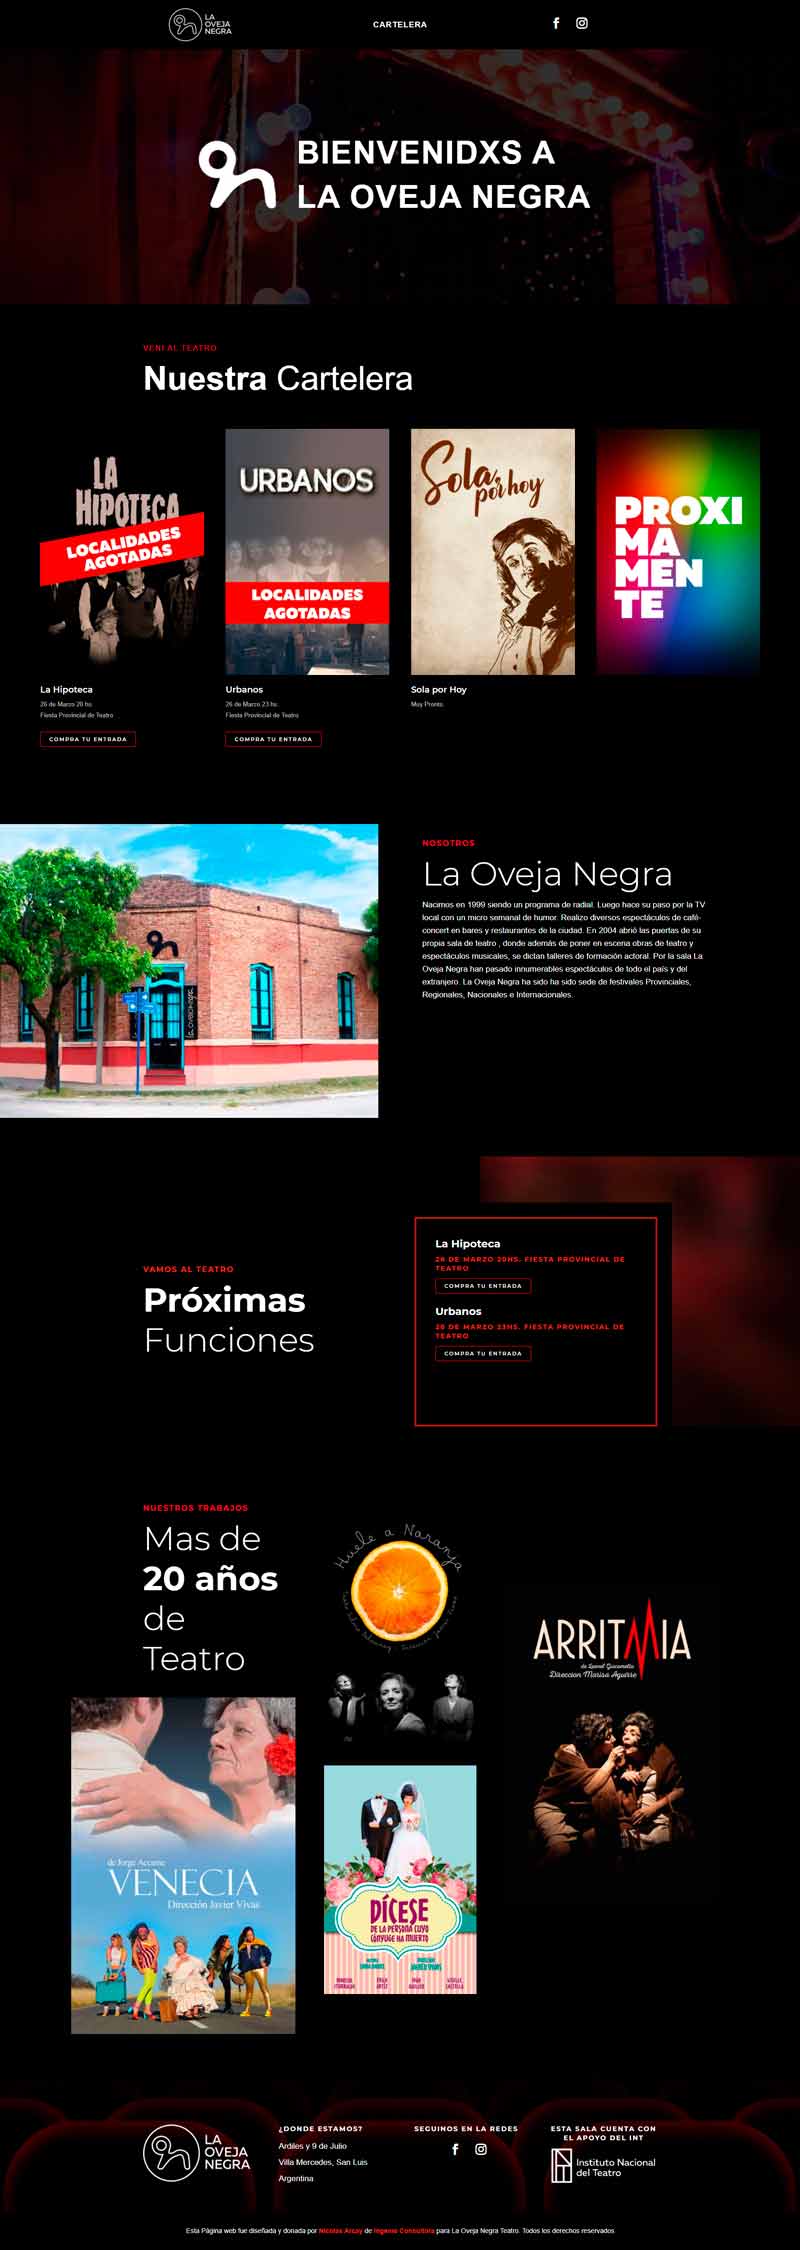 LA
OVEJA
NEGRA
CARTELERA
BIENVENIDXS A
LA OVEJA NEGRA
VENI AL TEATRO
Nuestra Cartelera
LA
HIPOTECA
LOCALIDADES
AGOTADAS
URBANOS
LOCALIDADES
AGOTADAS
Sola,
por hoy
PROXI
MA
MEN
TE
La Hipoteca
26 de Marzo 20 hs.
Fiesta Provincial de Teatro
COMPRA TU ENTRADA
Urbanos
26 de Marzo 23 hs.
Fiesta Provincial de Teatro
COMPRA TU ENTRADA
Sola por Hoy
Muy Pronto.
NOSOTROS
La Oveja Negra
Nacimos en 1999 siendo un programa de radial. Luego hace su paso por la TV
local con un micro semanal de humor. Realizo diversos espectáculos de café-
concert en bares y restaurantes de la ciudad. En 2004 abrió las puertas de su
propia sala de teatro , donde además de poner en escena obras de teatro y
espectáculos musicales, se dictan talleres de formación actoral. Por la sala La
Oveja Negra han pasado innumerables espectáculos de todo el país y del
extranjero. La Oveja Negra ha sido ha sido sede de festivales Provinciales,
Regionales, Nacionales e Internacionales.
VAMOS AL TEATRO
Próximas
Funciones
La Hipoteca
26 DE MARZO 20HS. FIESTA PROVINCIAL DE
TEATRO
COMPRA TU ENTRADA
Urbanos
26 DE MARZO 23HS. FIESTA PROVINCIAL DE
TEATRO
COMPRA TU ENTRADA
NUESTROS TRABAJOS
Mas de
20 años
de
Teatro
Huele a Naranja
ARRITMIA
de Leonel Giacometto
Direccion Marisa Aguirre
de Jorge Accame
VENECIA
Dirección Javier Vivas
DÍCESE
DE LA PERSONA CUYO
CÓNYUGE HA MUERTO
LA
OVEJA
NEGRA
¿DONDE ESTAMOS?
Ardiles y 9 de Julio
Villa Mercedes, San Luis
Argentina
SEGUINOS EN LA REDES
ESTA SALA CUENTA CON
EL APOYO DEL INT
Instituto Nacional
del Teatro
Esta Página web fue diseñada y donada por Nicolas Arcay de Ingenio Consultora para La Oveja Negra Teatro. Todos los derechos reservados